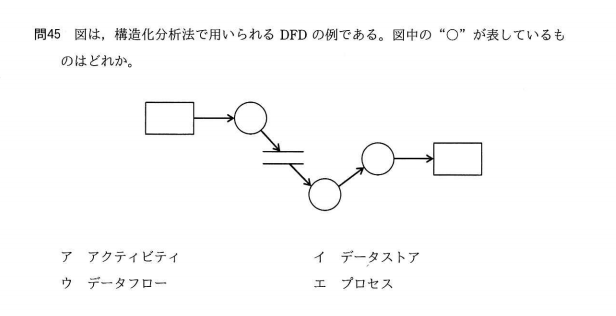 問45 図は，構造化分析法で用いられる DFD の例である。図中の“○”が表しているも
のはどれか。
ア アクティビティ
イ データストア
ウ データフロー
エ プロセス